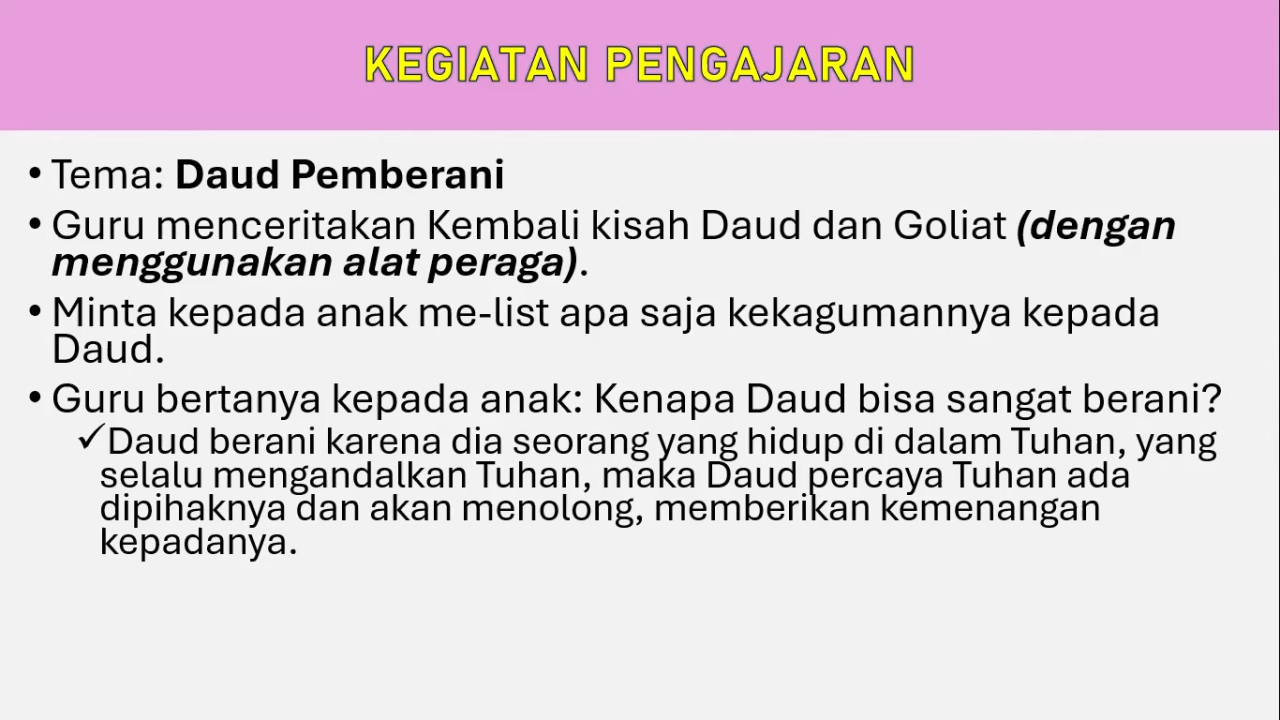 KEGIATAN PENGAJARAN
• Tema: Daud Pemberani
• Guru menceritakan Kembali kisah Daud dan Goliat (dengan
menggunakan alat peraga).
• Minta kepada anak me-list apa saja kekagumannya kepada
Daud.
• Guru bertanya kepada anak: Kenapa Daud bisa sangat berani?
✓Daud berani karena dia seorang yang hidup di dalam Tuhan, yang
selalu mengandalkan Tuhan, maka Daud percaya Tuhan ada
dipihaknya dan akan menolong, memberikan kemenangan
kepadanya.